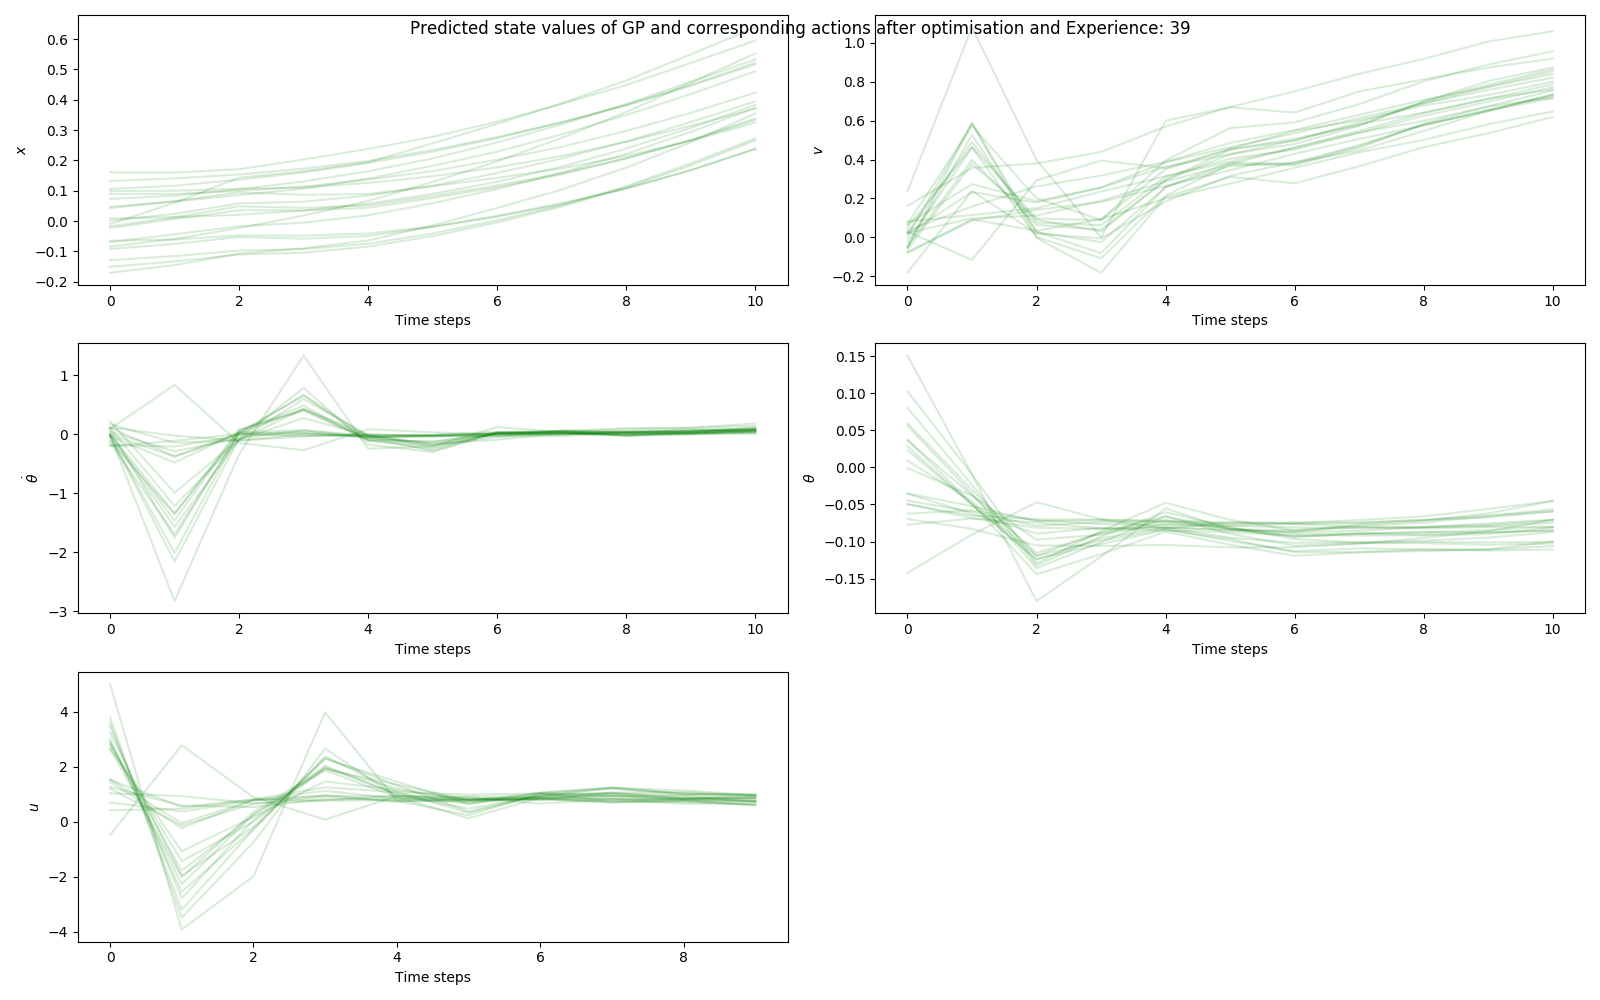 Predicted state values of GP and corresponding actions after optimisation and Experience: 39
0.6
0.5
0.4
0.3
0.2
0.1
0.0
−0.1
−0.2
x
0 2 4 6 8 10
Time steps
1.0
0.8
0.6
0.4
0.2
0.0
−0.2
v
0 2 4 6 8 10
Time steps
1
0
−1
−2
−3
θ̇
0 2 4 6 8 10
Time steps
0.15
0.10
0.05
0.00
−0.05
−0.10
−0.15
θ
0 2 4 6 8 10
Time steps
4
2
0
−2
−4
u
0 2 4 6 8
Time steps